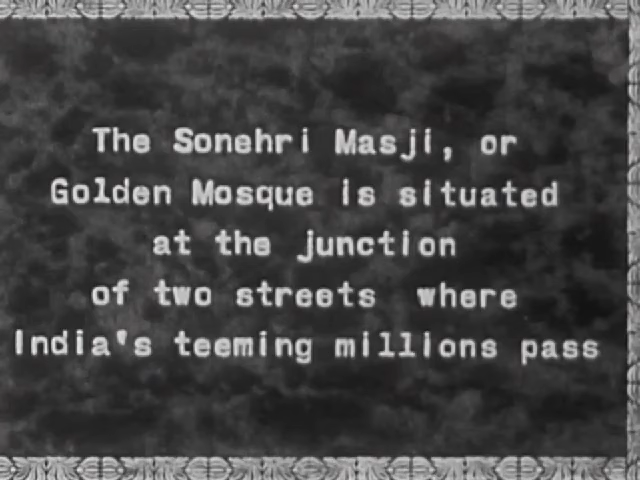 The Sonehri Masji, or
Golden Mosque is situated
at the junction
of two streets where
India's teeming millions pass